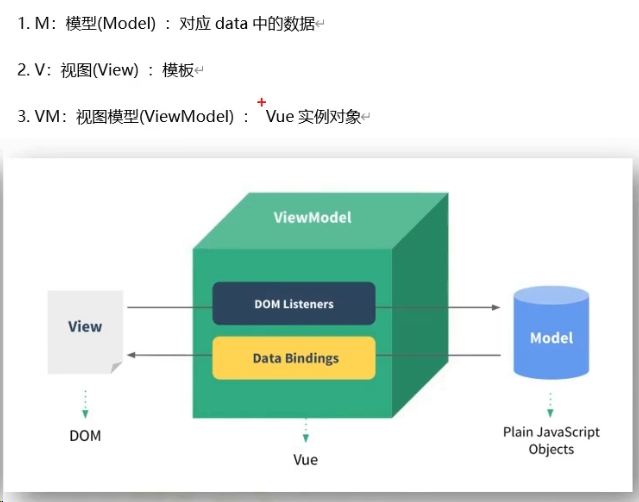 1. M：模型(Model) ：对应 data 中的数据
2. V：视图(View) ：模板
3. VM：视图模型(ViewModel) ： Vue 实例对象
ViewModel
DOM Listeners
View
Model
Data Bindings
DOM
Vue
Plain JavaScript
Objects